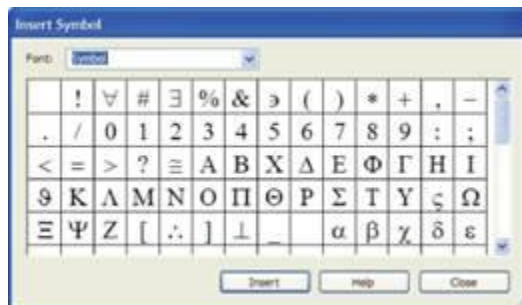 Insert Symbol
Font: Symbol
! ∀ # ∃ % & ∍ ( ) * + , −
. / 0 1 2 3 4 5 6 7 8 9 : ;
< = > ? ≅ Α Β Χ Δ Ε Φ Γ Η Ι
ϑ Κ Λ Μ Ν Ο Π Θ Ρ Σ Τ Υ ς Ω
Ξ Ψ Ζ [ ∴ ] ⊥ _ α β χ δ ε
Insert Help Close